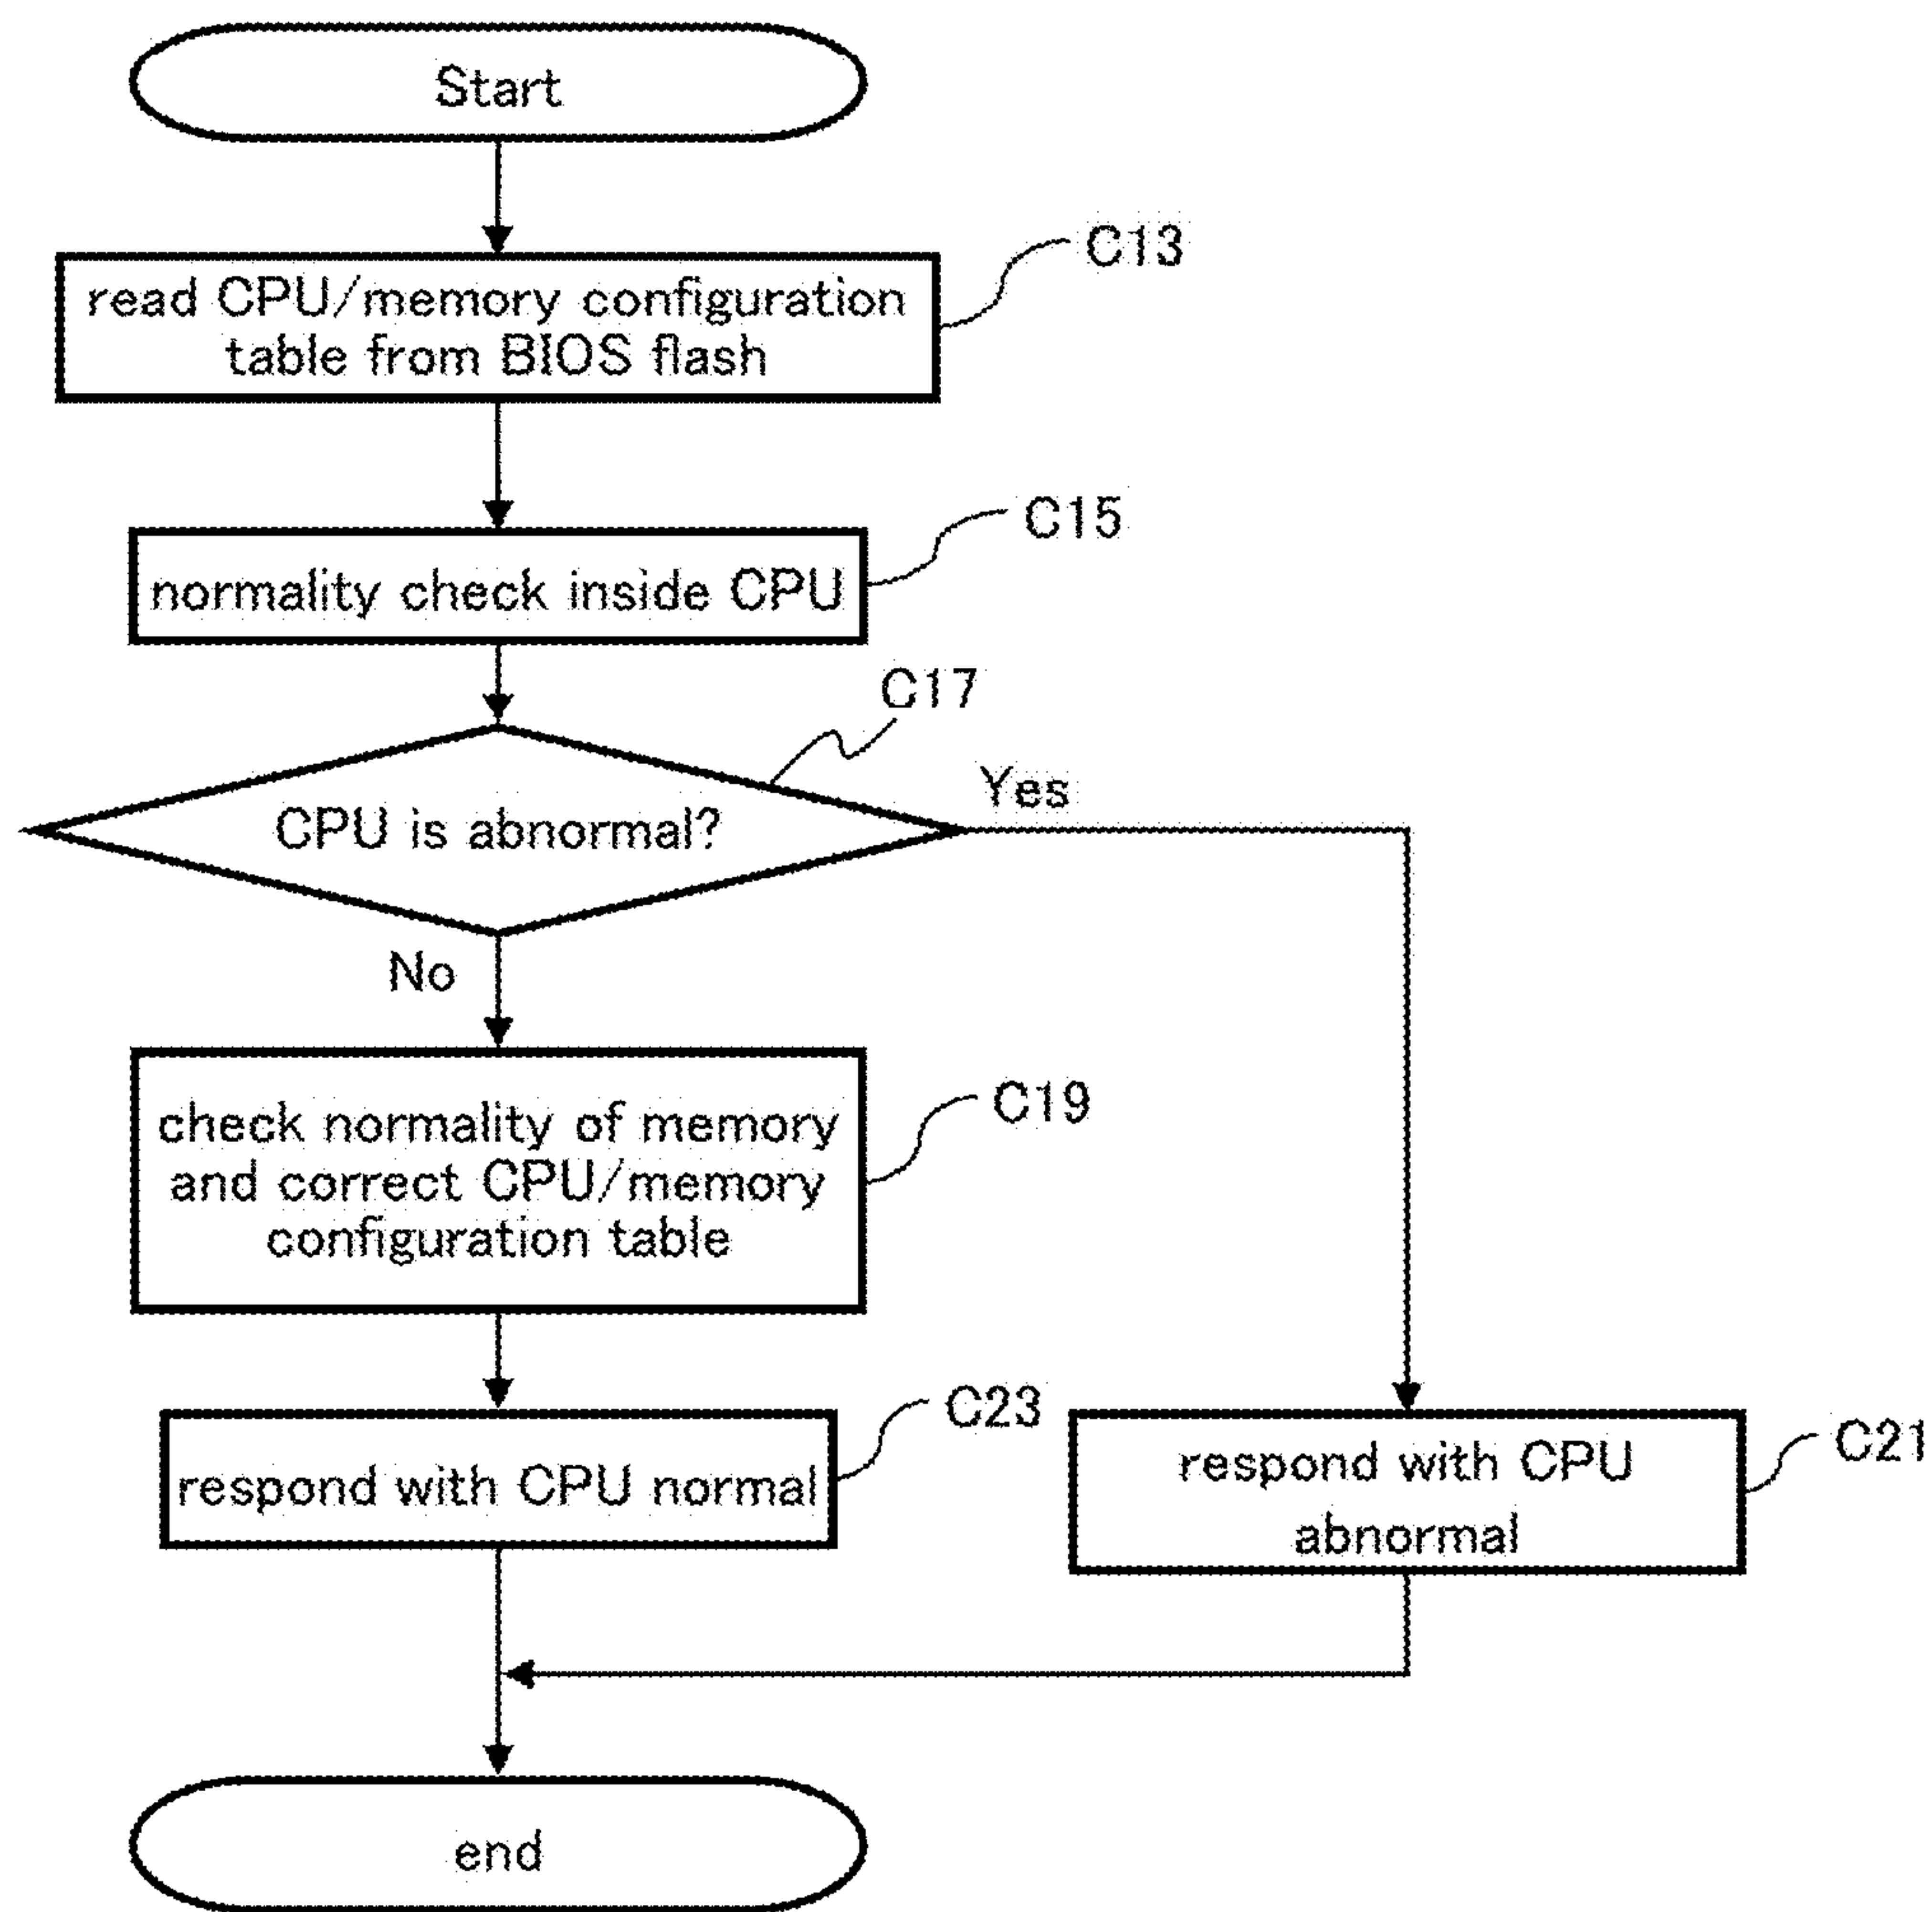 Start
C13
read CPU/memory configuration
table from BIOS flash
C15
normality check inside CPU
C17
Yes
CPU is abnormal?
No
C19
check normality of memory
and correct CPU/memory
configuration table
C23
respond with CPU normal
C21
respond with CPU
abnormal
end